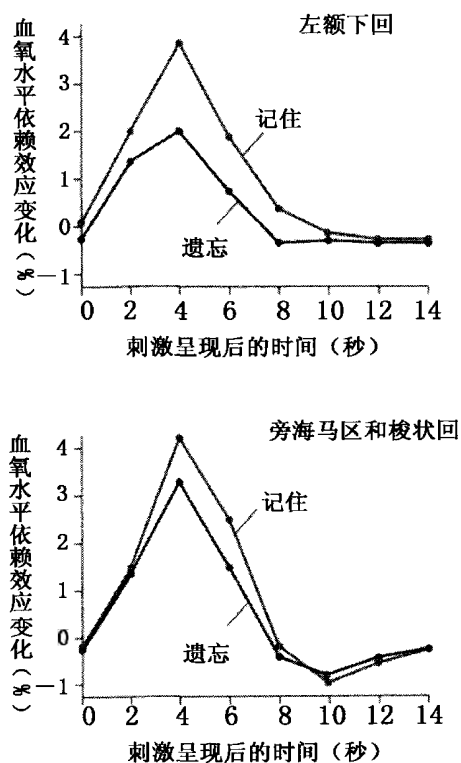 左额下回
血氧水平依赖效应变化（%）
4
3
2
1
0
—1
记住
遗忘
0 2 4 6 8 10 12 14
刺激呈现后的时间（秒）
旁海马区和梭状回
血氧水平依赖效应变化（%）
4
3
2
1
0
—1
记住
遗忘
0 2 4 6 8 10 12 14
刺激呈现后的时间（秒）